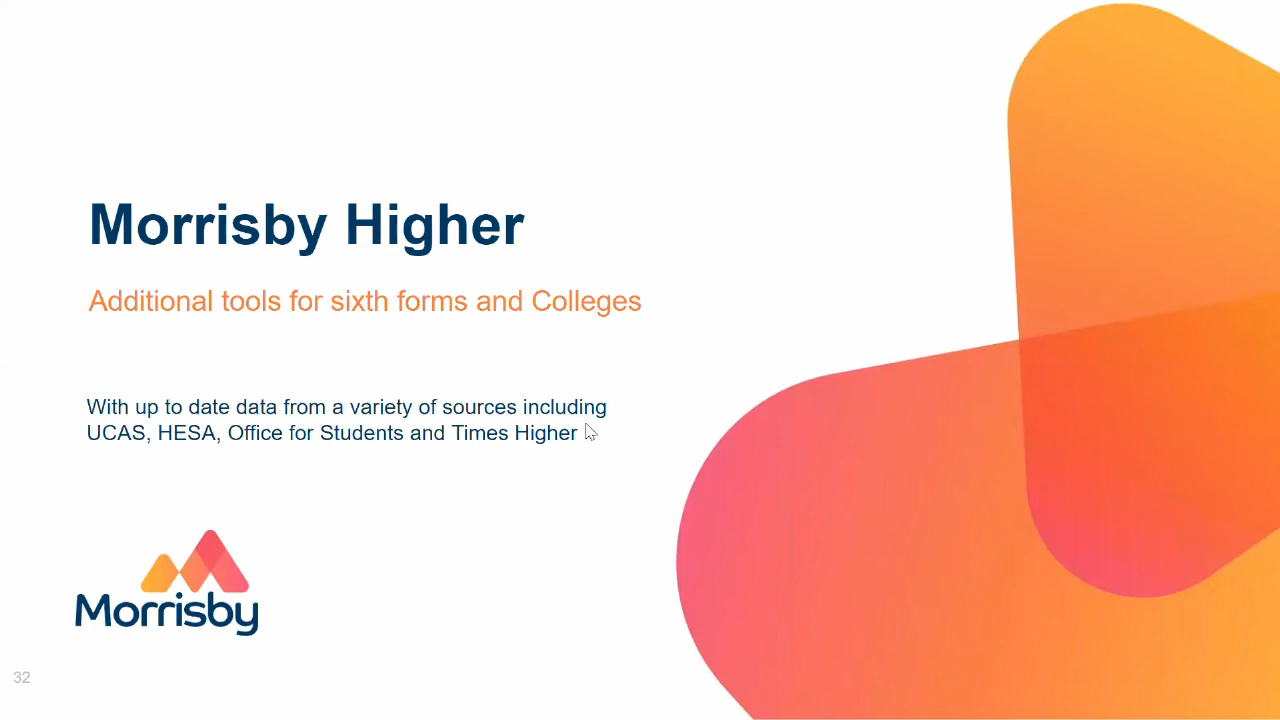 Morrisby Higher
Additional tools for sixth forms and Colleges
With up to date data from a variety of sources including
UCAS, HESA, Office for Students and Times Higher
Morrisby
32